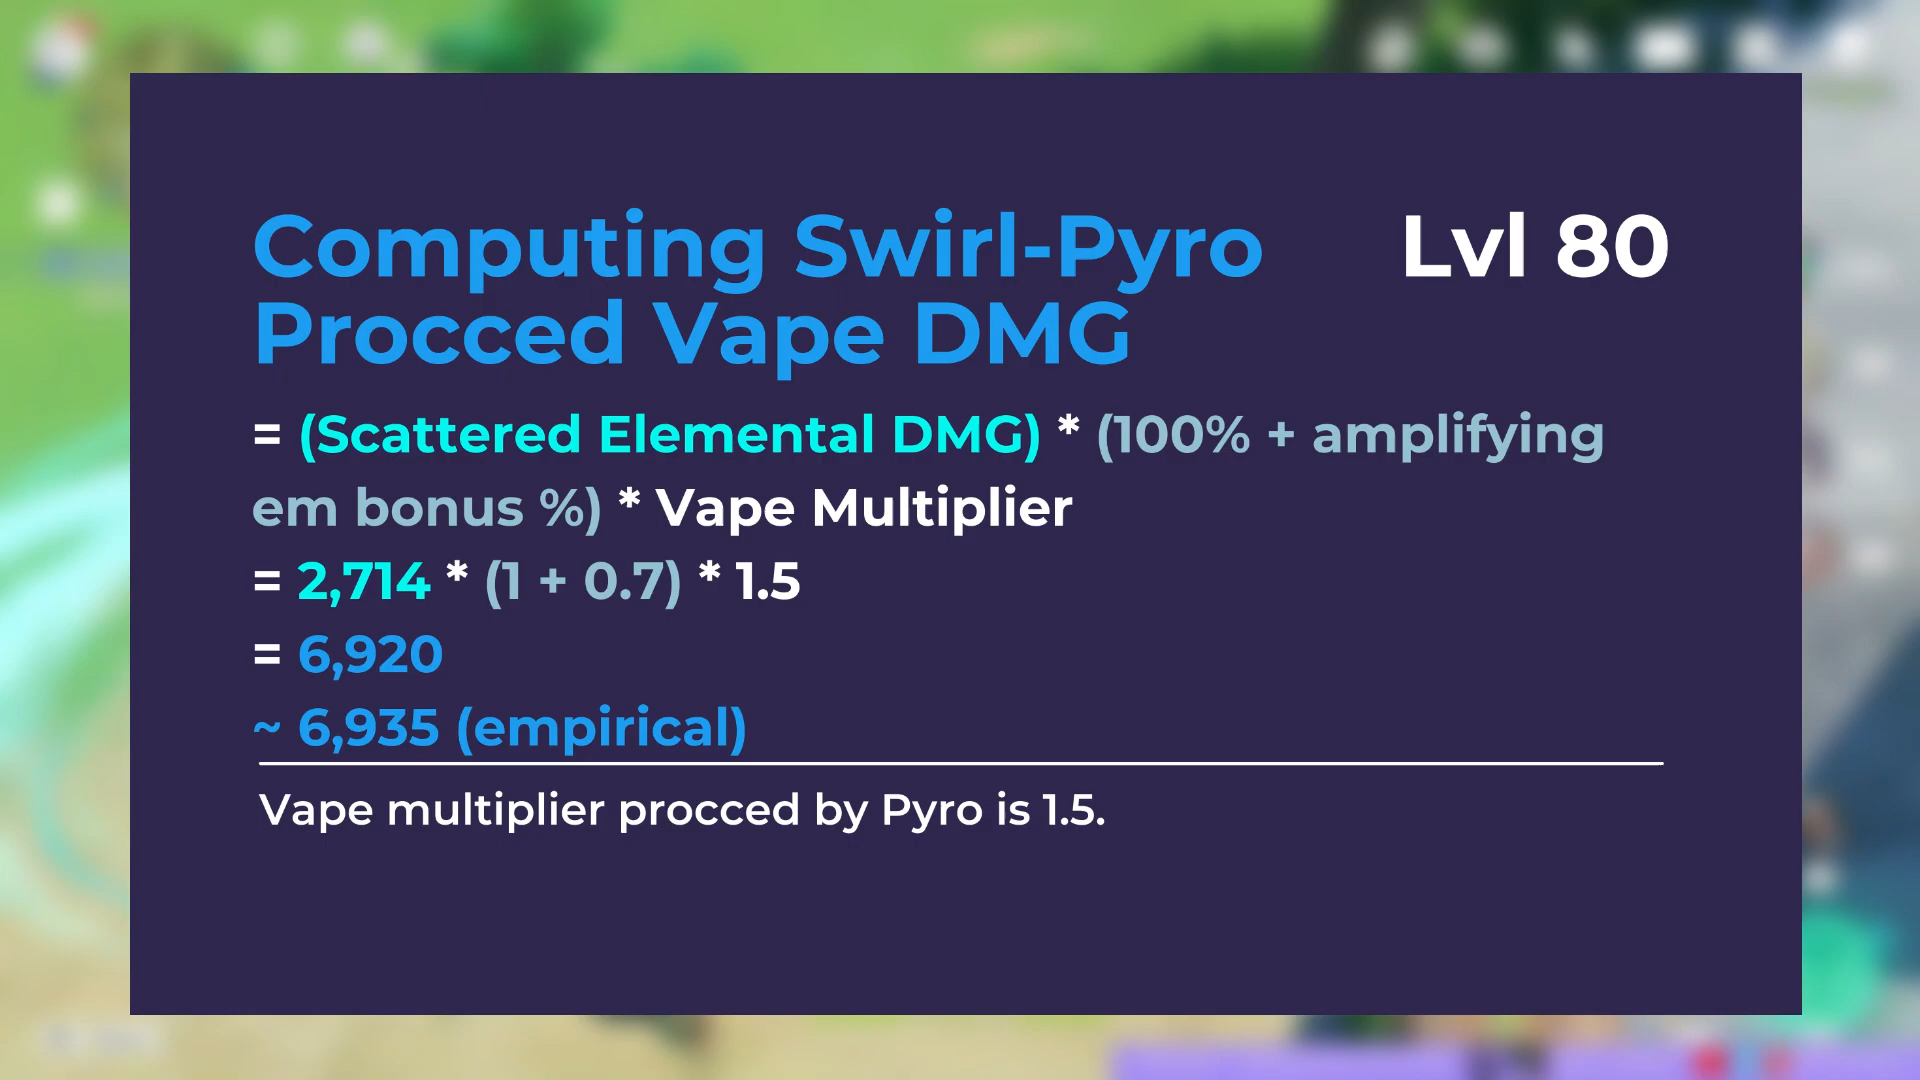 Computing Swirl-Pyro Lvl 80
Procced Vape DMG
= (Scattered Elemental DMG) * (100% + amplifying
em bonus %) * Vape Multiplier
= 2,714 * (1 + 0.7) * 1.5
= 6,920
~ 6,935 (empirical)
Vape multiplier procced by Pyro is 1.5.